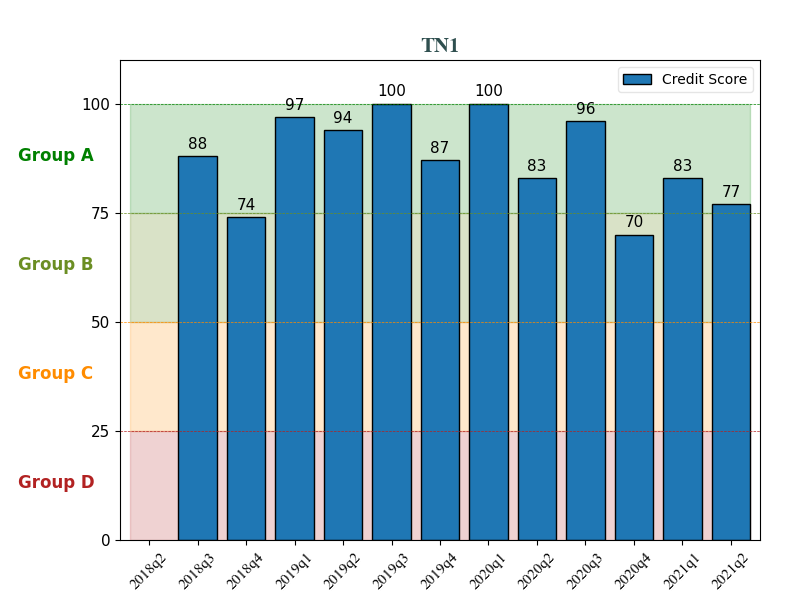 TN1
Credit Score
100
75
50
25
0
Group A
Group B
Group C
Group D
88
74
97
94
100
87
100
83
96
70
83
77
2018q2
2018q3
2018q4
2019q1
2019q2
2019q3
2019q4
2020q1
2020q2
2020q3
2020q4
2021q1
2021q2